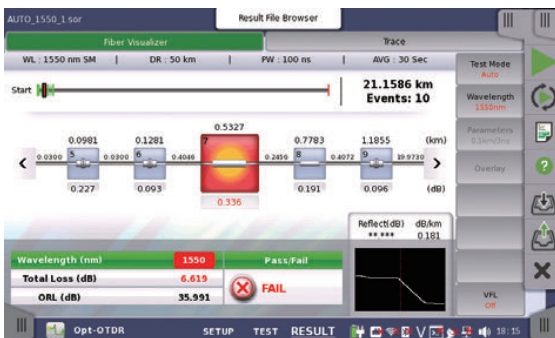 AUTO_1550_1.sor
Result File Browser
Fiber Visualizer
Trace
WL : 1550 nm SM | DR : 50 km | PW : 100 ns | AVG : 30 Sec
Start
21.1586 km
Events: 10
0.0981 0.1281 0.5327 0.7783 1.1855 (km)
0.0300 5 0.0300 6 0.4046 7 0.2456 8 0.4072 9 19.9730
0.227 0.093 0.336 0.191 0.096 (dB)
Reflect(dB) dB/km
**.*** 0.181
Wavelength (nm) 1550 Pass/Fail
Total Loss (dB) 6.619
ORL (dB) 35.991
FAIL
Test Mode
Auto
Wavelength
1550nm
Parameters
0.5km/3ns
Overlay
VFL
Off
Opt-OTDR SETUP TEST RESULT 18:15